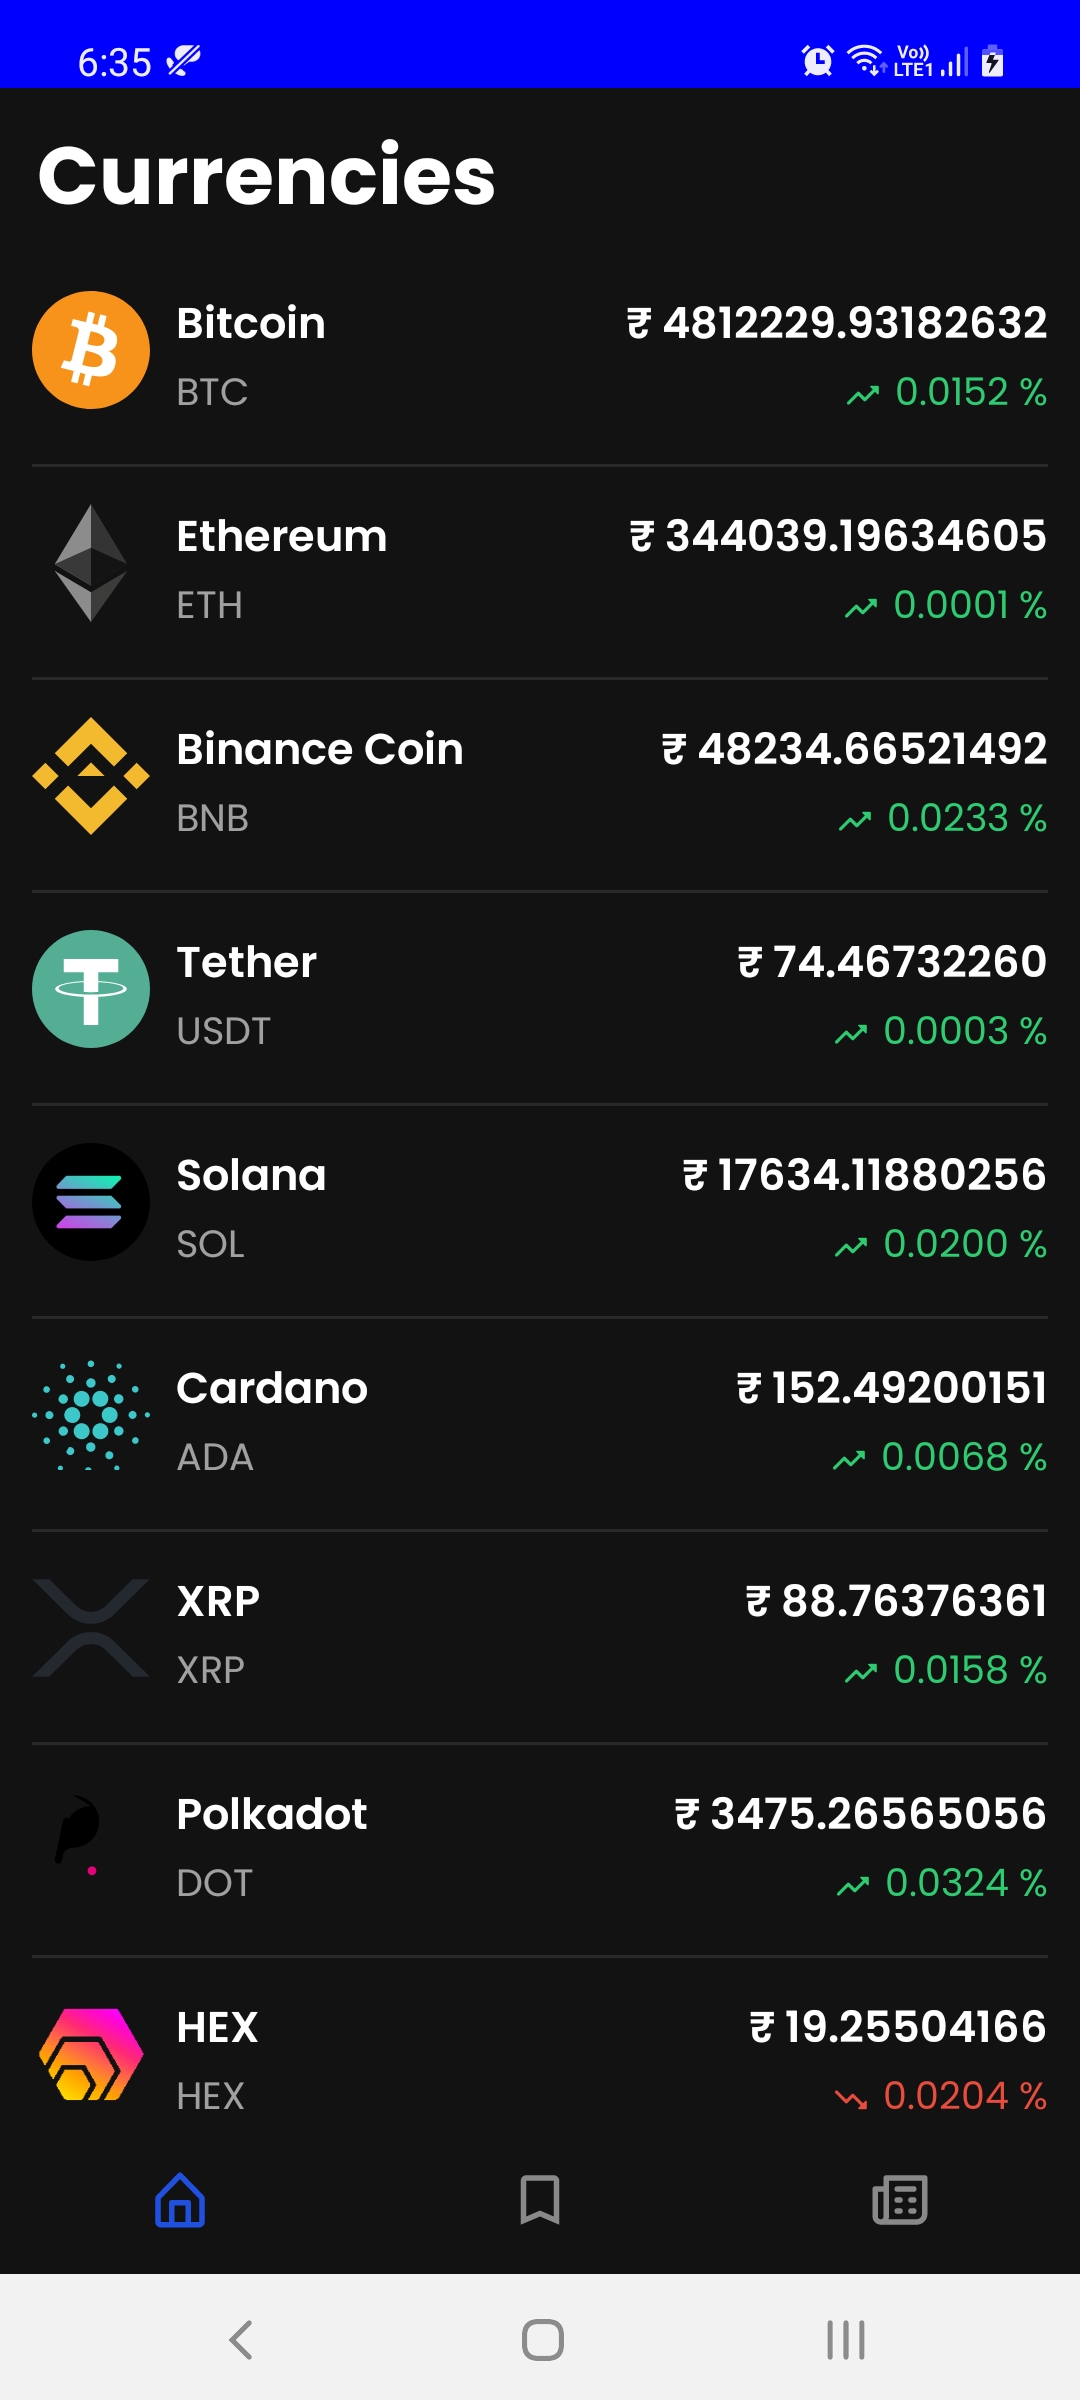 6:35
Vo)) LTE1
Currencies
Bitcoin ₹ 4812229.93182632
BTC 0.0152 %
Ethereum ₹ 344039.19634605
ETH 0.0001 %
Binance Coin ₹ 48234.66521492
BNB 0.0233 %
Tether ₹ 74.46732260
USDT 0.0003 %
Solana ₹ 17634.11880256
SOL 0.0200 %
Cardano ₹ 152.49200151
ADA 0.0068 %
XRP ₹ 88.76376361
XRP 0.0158 %
Polkadot ₹ 3475.26565056
DOT 0.0324 %
HEX ₹ 19.25504166
HEX 0.0204 %